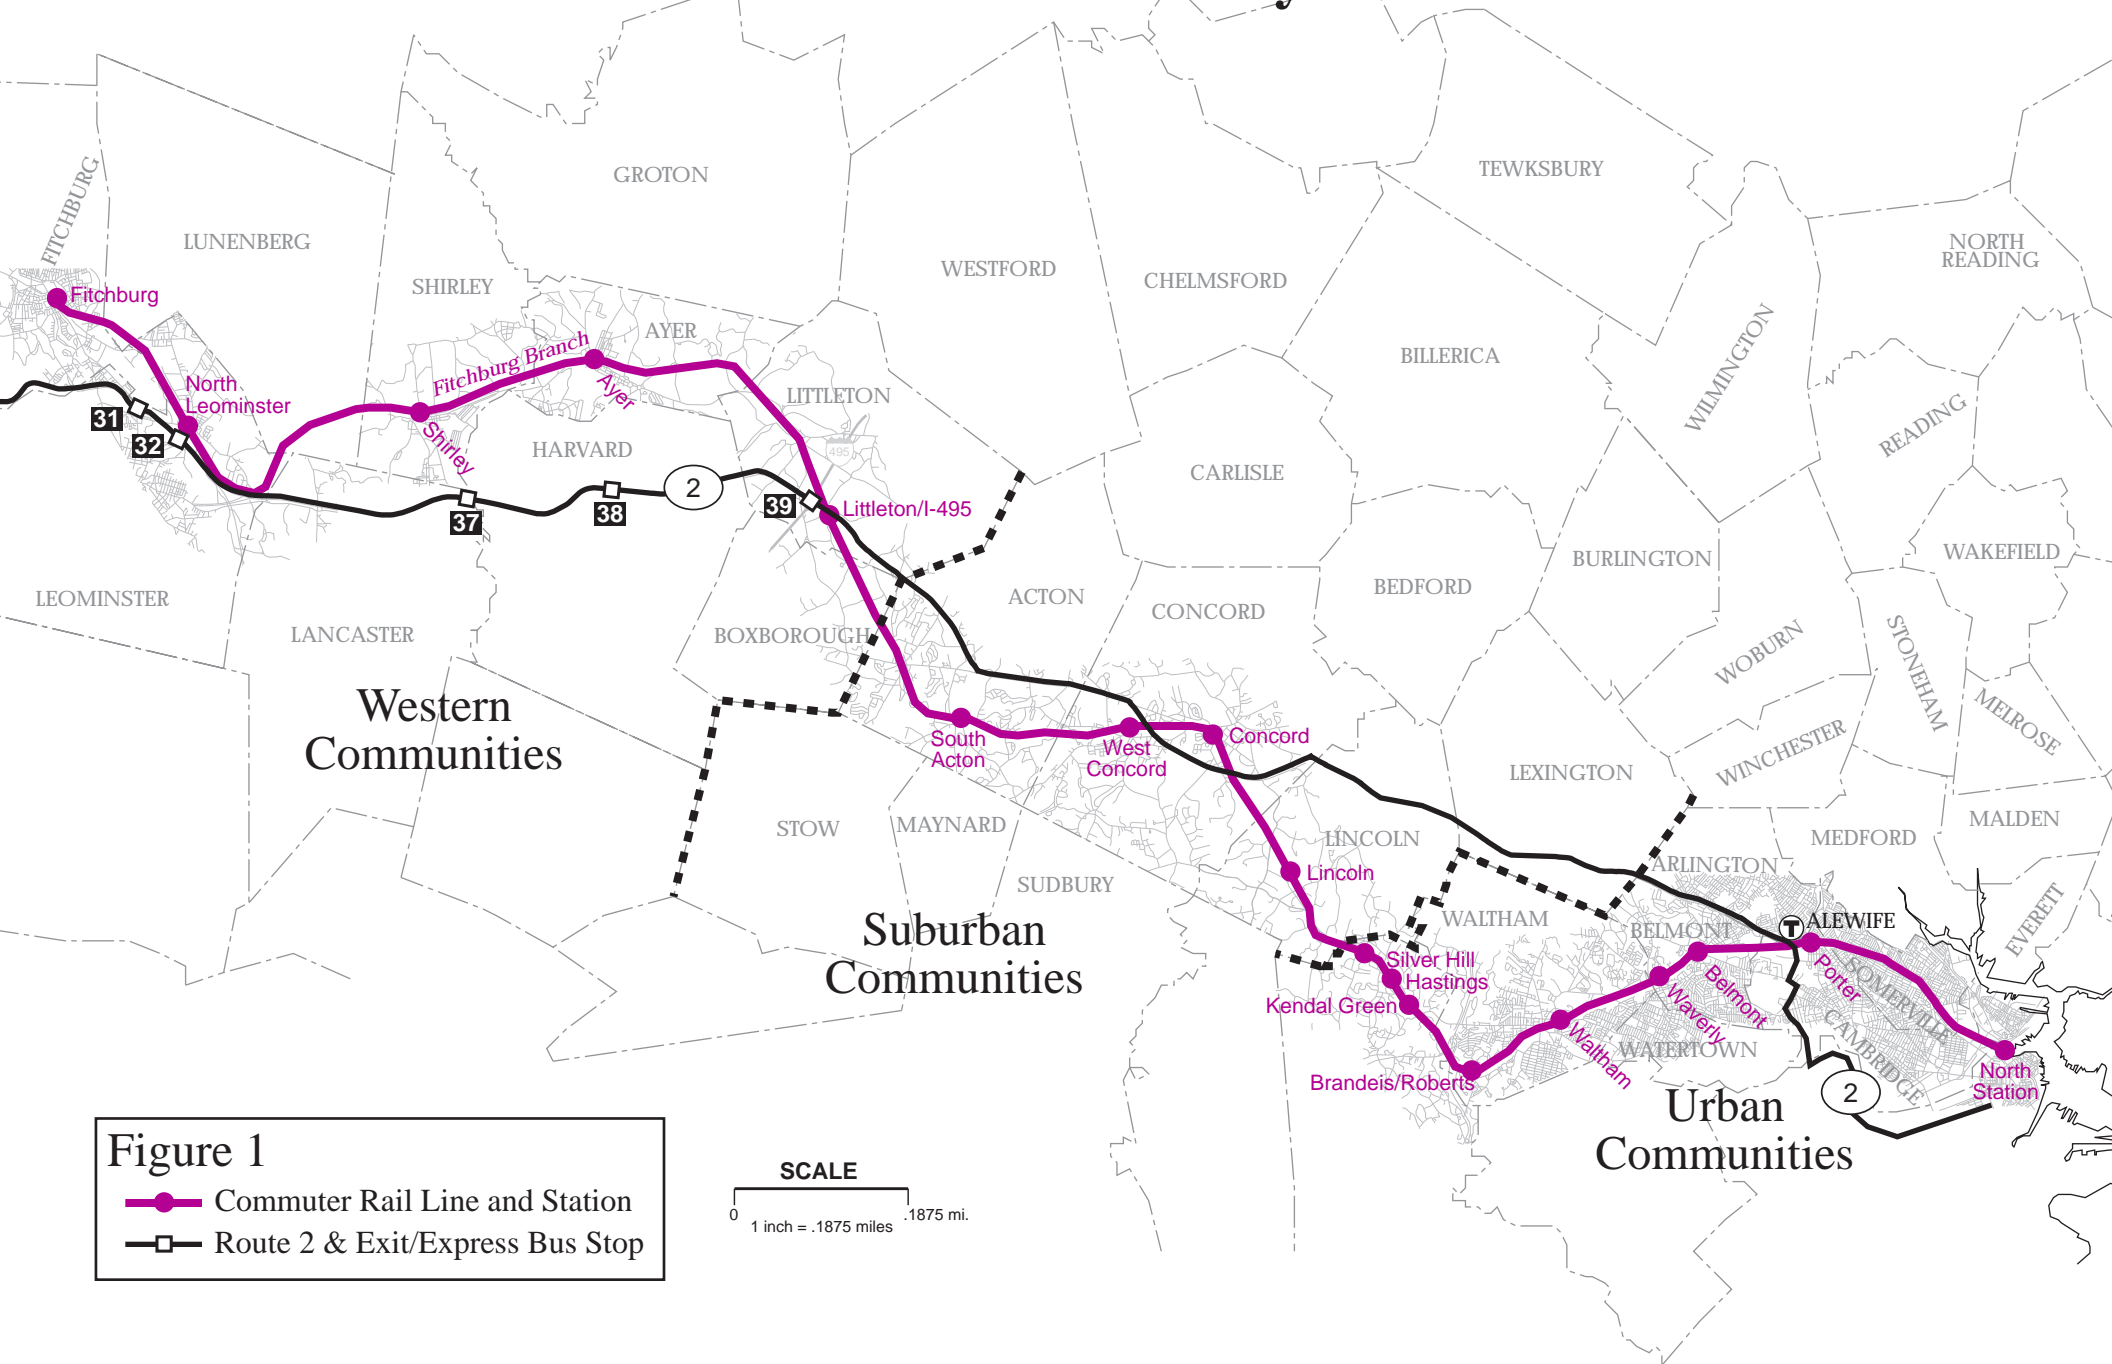 TEWKSBURY
GROTON
FITCHBURG
LUNENBERG
NORTH
READING
WESTFORD
CHELMSFORD
SHIRLEY
Fitchburg
AYER
Fitchburg Branch
BILLERICA
WILMINGTON
North
Leominster
Ayer
LITTLETON
READING
31
32
Shirley
HARVARD
495
CARLISLE
2
39
Littleton/I-495
37
38
BURLINGTON
WAKEFIELD
BEDFORD
LEOMINSTER
ACTON
CONCORD
LANCASTER
BOXBOROUGH
WOBURN
STONEHAM
MELROSE
Western
Communities
South
Acton
West
Concord
Concord
LEXINGTON
WINCHESTER
STOW
MAYNARD
LINCOLN
MEDFORD
MALDEN
ARLINGTON
Lincoln
SUDBURY
WALTHAM
BELMONT
ALEWIFE
T
EVERETT
Suburban
Communities
Silver Hill
Hastings
Kendal Green
Belmont
Porter
SOMERVILLE
Waverly
Waltham
WATERTOWN
CAMBRIDGE
Brandeis/Roberts
North
Station
2
Urban
Communities
Figure 1
Commuter Rail Line and Station
Route 2 & Exit/Express Bus Stop
SCALE
0
1 inch = .1875 miles
.1875 mi.